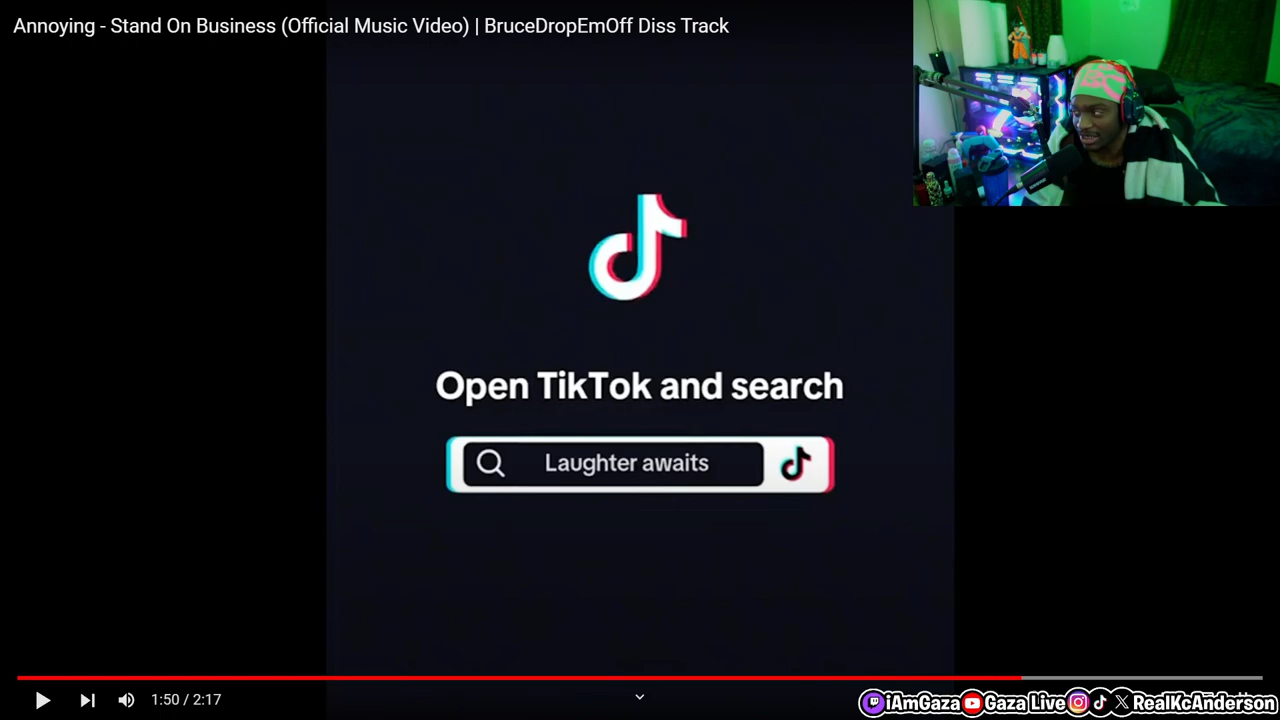 Annoying - Stand On Business (Official Music Video) | BruceDropEmOff Diss Track
Open TikTok and search
Laughter awaits
1:50 / 2:17
iAmGaza Gaza Live RealKcAnderson